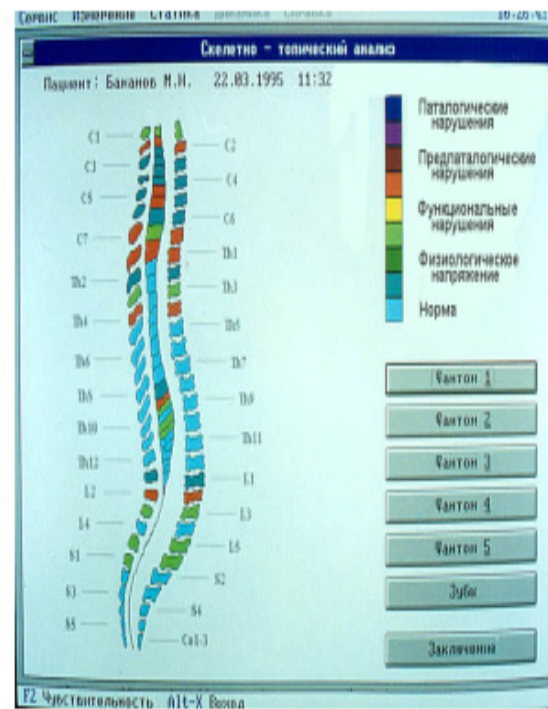 Сервис Измерение Статика Динамика Справка
Скелетно - топический анализ
Пациент: Баканов М.И. 22.03.1995 11:32
C1
C2
C3
C4
C5
C6
C7
Th1
Th2
Th3
Th4
Th5
Th6
Th7
Th8
Th9
Th10
Th11
Th12
L1
L2
L3
L4
L5
S1
S2
S3
S4
S5
Co1-3
Паталогические
нарушения
Предпаталогические
нарушения
Функциональные
нарушения
Физиологическое
напряжение
Норма
Фантом 1
Фантом 2
Фантом 3
Фантом 4
Фантом 5
Зубы
Заключение
F2 Чувствительность Alt-X Выход